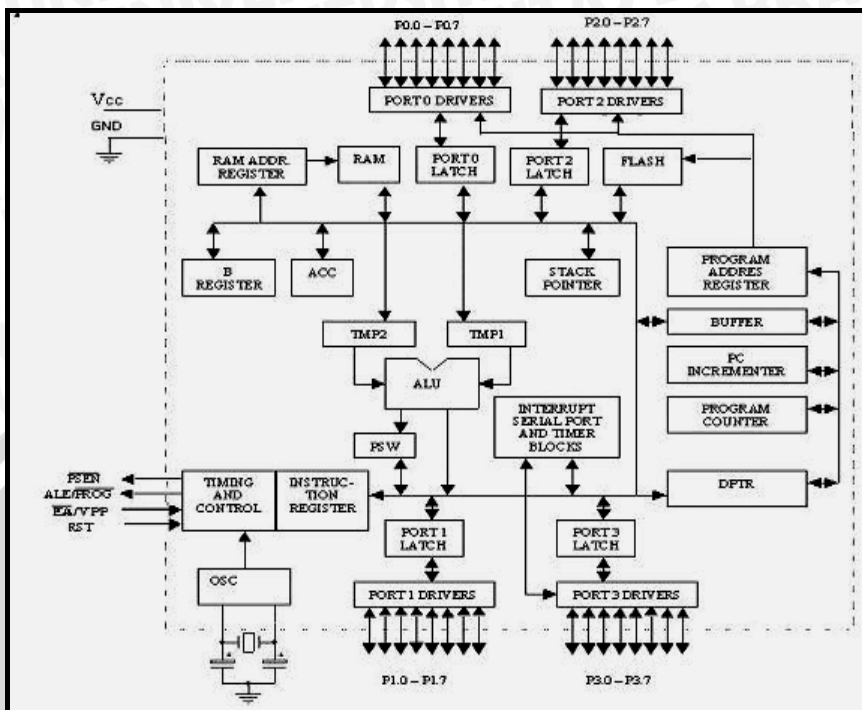 P0.0 – P0.7
P2.0 – P2.7
PORT 0 DRIVERS
PORT 2 DRIVERS
Vcc
GND
RAM ADDR.
REGISTER
RAM
PORT 0
LATCH
PORT 2
LATCH
FLASH
B
REGISTER
ACC
STACK
POINTER
PROGRAM
ADDRES
REGISTER
BUFFER
TMP2
TMP1
PC
INCREMENTER
ALU
INTERRUPT
SERIAL PORT
AND TIMER
BLOCKS
PROGRAM
COUNTER
PSW
PSEN
ALE/PROG
EA/VPP
RST
TIMING
AND
CONTROL
INSTRUC-
TION
REGISTER
DPTR
PORT 1
LATCH
PORT 3
LATCH
OSC
PORT 1 DRIVERS
PORT 3 DRIVERS
P1.0 – P1.7
P3.0 – P3.7